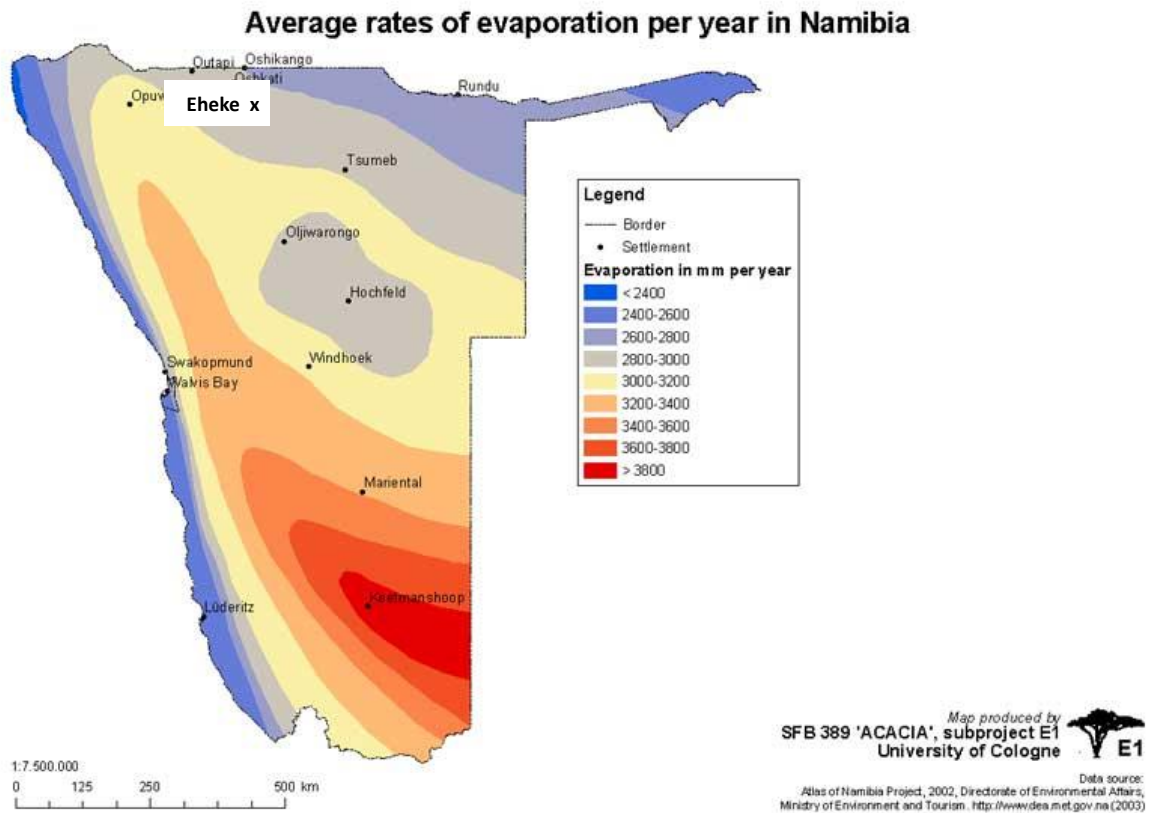 Average rates of evaporation per year in Namibia
Outapi
Oshikango
Oshkati
Rundu
Opuv
Eheke x
Tsumeb
Oljiwarongo
Hochfeld
Windhoek
Swakopmund
Walvis Bay
Mariental
Keetmanshoop
Lüderitz
Legend
Border
Settlement
Evaporation in mm per year
< 2400
2400-2600
2600-2800
2800-3000
3000-3200
3200-3400
3400-3600
3600-3800
> 3800
1:7.500.000
0 125 250 500 km
Map produced by
SFB 389 'ACACIA', subproject E1
University of Cologne
E1
Data source:
Atlas of Namibia Project, 2002, Directorate of Environmental Affairs,
Ministry of Environment and Tourism. http://www.dea.met.gov.na (2003)